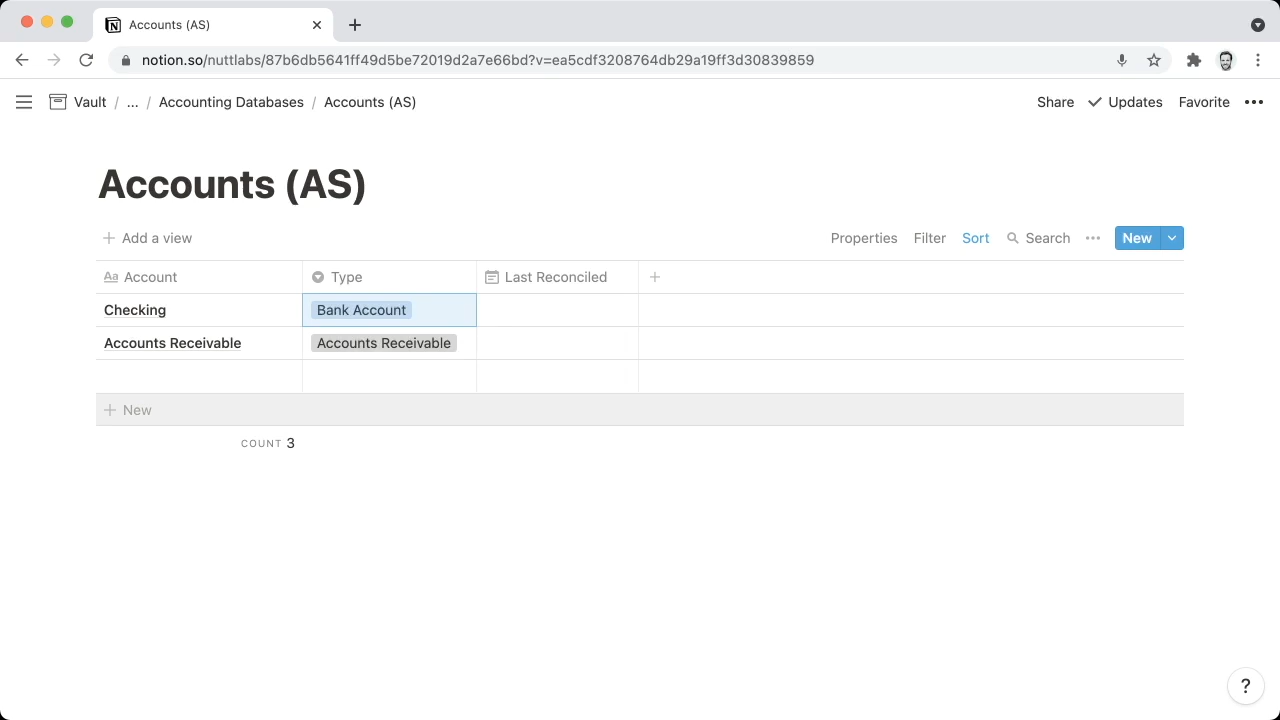 Accounts (AS)
notion.so/nuttlabs/87b6db5641ff49d5be72019d2a7e66bd?v=ea5cdf3208764db29a19ff3d30839859
Vault / ... / Accounting Databases / Accounts (AS) Share Updates Favorite •••
Accounts (AS)
Add a view Properties Filter Sort Search ••• New
Aa Account Type Last Reconciled
Checking Bank Account
Accounts Receivable Accounts Receivable
New
COUNT 3
?